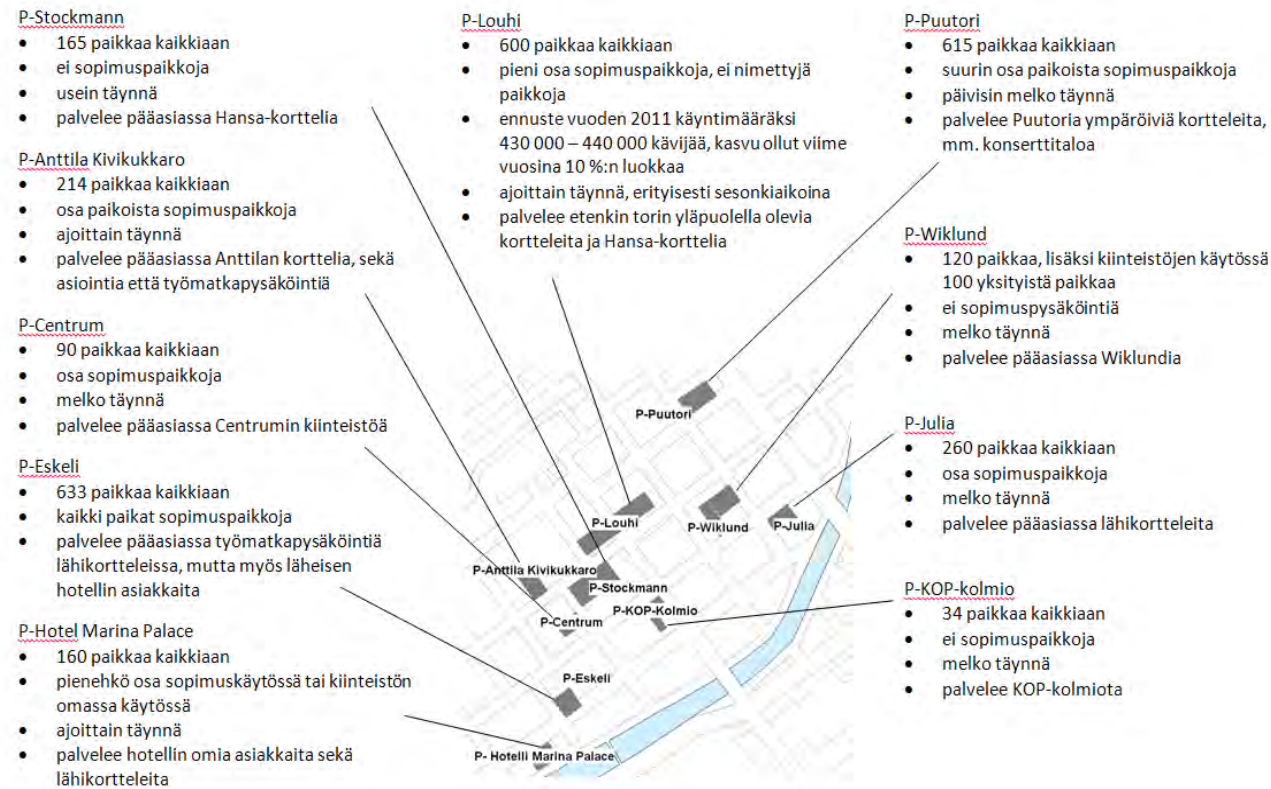 P-Stockmann
• 165 paikkaa kaikkiaan
• ei sopimuspaikkoja
• usein täynnä
• palvelee pääasiassa Hansa-korttelia
P-Anttila Kivikukkaro
• 214 paikkaa kaikkiaan
• osa paikoista sopimuspaikkoja
• ajoittain täynnä
• palvelee pääasiassa Anttilan korttelia, sekä
asiointia että työmatkapysäköintiä
P-Centrum
• 90 paikkaa kaikkiaan
• osa sopimuspaikkoja
• melko täynnä
• palvelee pääasiassa Centrumin kiinteistöä
P-Eskeli
• 633 paikkaa kaikkiaan
• kaikki paikat sopimuspaikkoja
• palvelee pääasiassa työmatkapysäköintiä
lähikortteleissa, mutta myös läheisen
hotellin asiakkaita
P-Hotel Marina Palace
• 160 paikkaa kaikkiaan
• pienehkö osa sopimuskäytössä tai kiinteistön
omassa käytössä
• ajoittain täynnä
• palvelee hotellin omia asiakkaita sekä
lähikortteleita
P-Louhi
• 600 paikkaa kaikkiaan
• pieni osa sopimuspaikkoja, ei nimettyjä
paikkoja
• ennuste vuoden 2011 käyntimääräksi
430 000 – 440 000 kävijää, kasvu ollut viime
vuosina 10 %:n luokkaa
• ajoittain täynnä, erityisesti sesonkiaikoina
• palvelee etenkin torin yläpuolella olevia
kortteleita ja Hansa-korttelia
P-Puutori
• 615 paikkaa kaikkiaan
• suurin osa paikoista sopimuspaikkoja
• päivisin melko täynnä
• palvelee Puutoria ympäröiviä kortteleita,
mm. konserttitaloa
P-Wiklund
• 120 paikkaa, lisäksi kiinteistöjen käytössä
100 yksityistä paikkaa
• ei sopimuspysäköintiä
• melko täynnä
• palvelee pääasiassa Wiklundia
P-Julia
• 260 paikkaa kaikkiaan
• osa sopimuspaikkoja
• melko täynnä
• palvelee pääasiassa lähikortteleita
P-KOP-kolmio
• 34 paikkaa kaikkiaan
• ei sopimuspaikkoja
• melko täynnä
• palvelee KOP-kolmiota
P-Puutori
P-Louhi
P-Wiklund
P-Julia
P-Anttila Kivikukkaro
P-Stockmann
P-KOP-Kolmio
P-Centrum
P-Eskeli
P- Hotelli Marina Palace